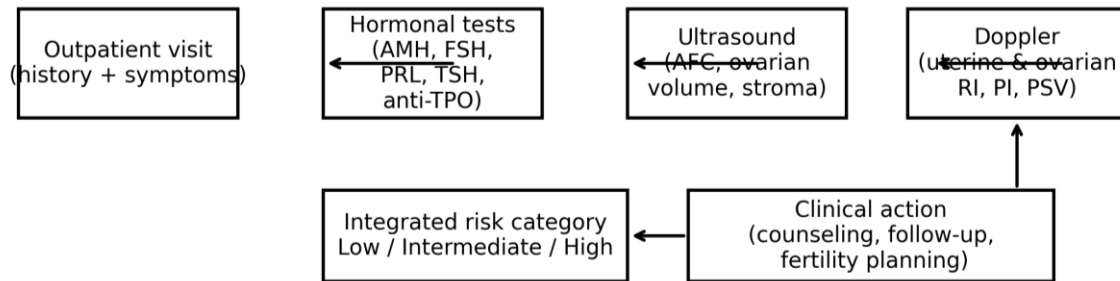 Outpatient visit
(history + symptoms)
Hormonal tests
(AMH, FSH,
PRL, TSH,
anti-TPO)
Ultrasound
(AFC, ovarian
volume, stroma)
Doppler
(uterine & ovarian
RI, PI, PSV)
Integrated risk category
Low / Intermediate / High
Clinical action
(counseling, follow-up,
fertility planning)